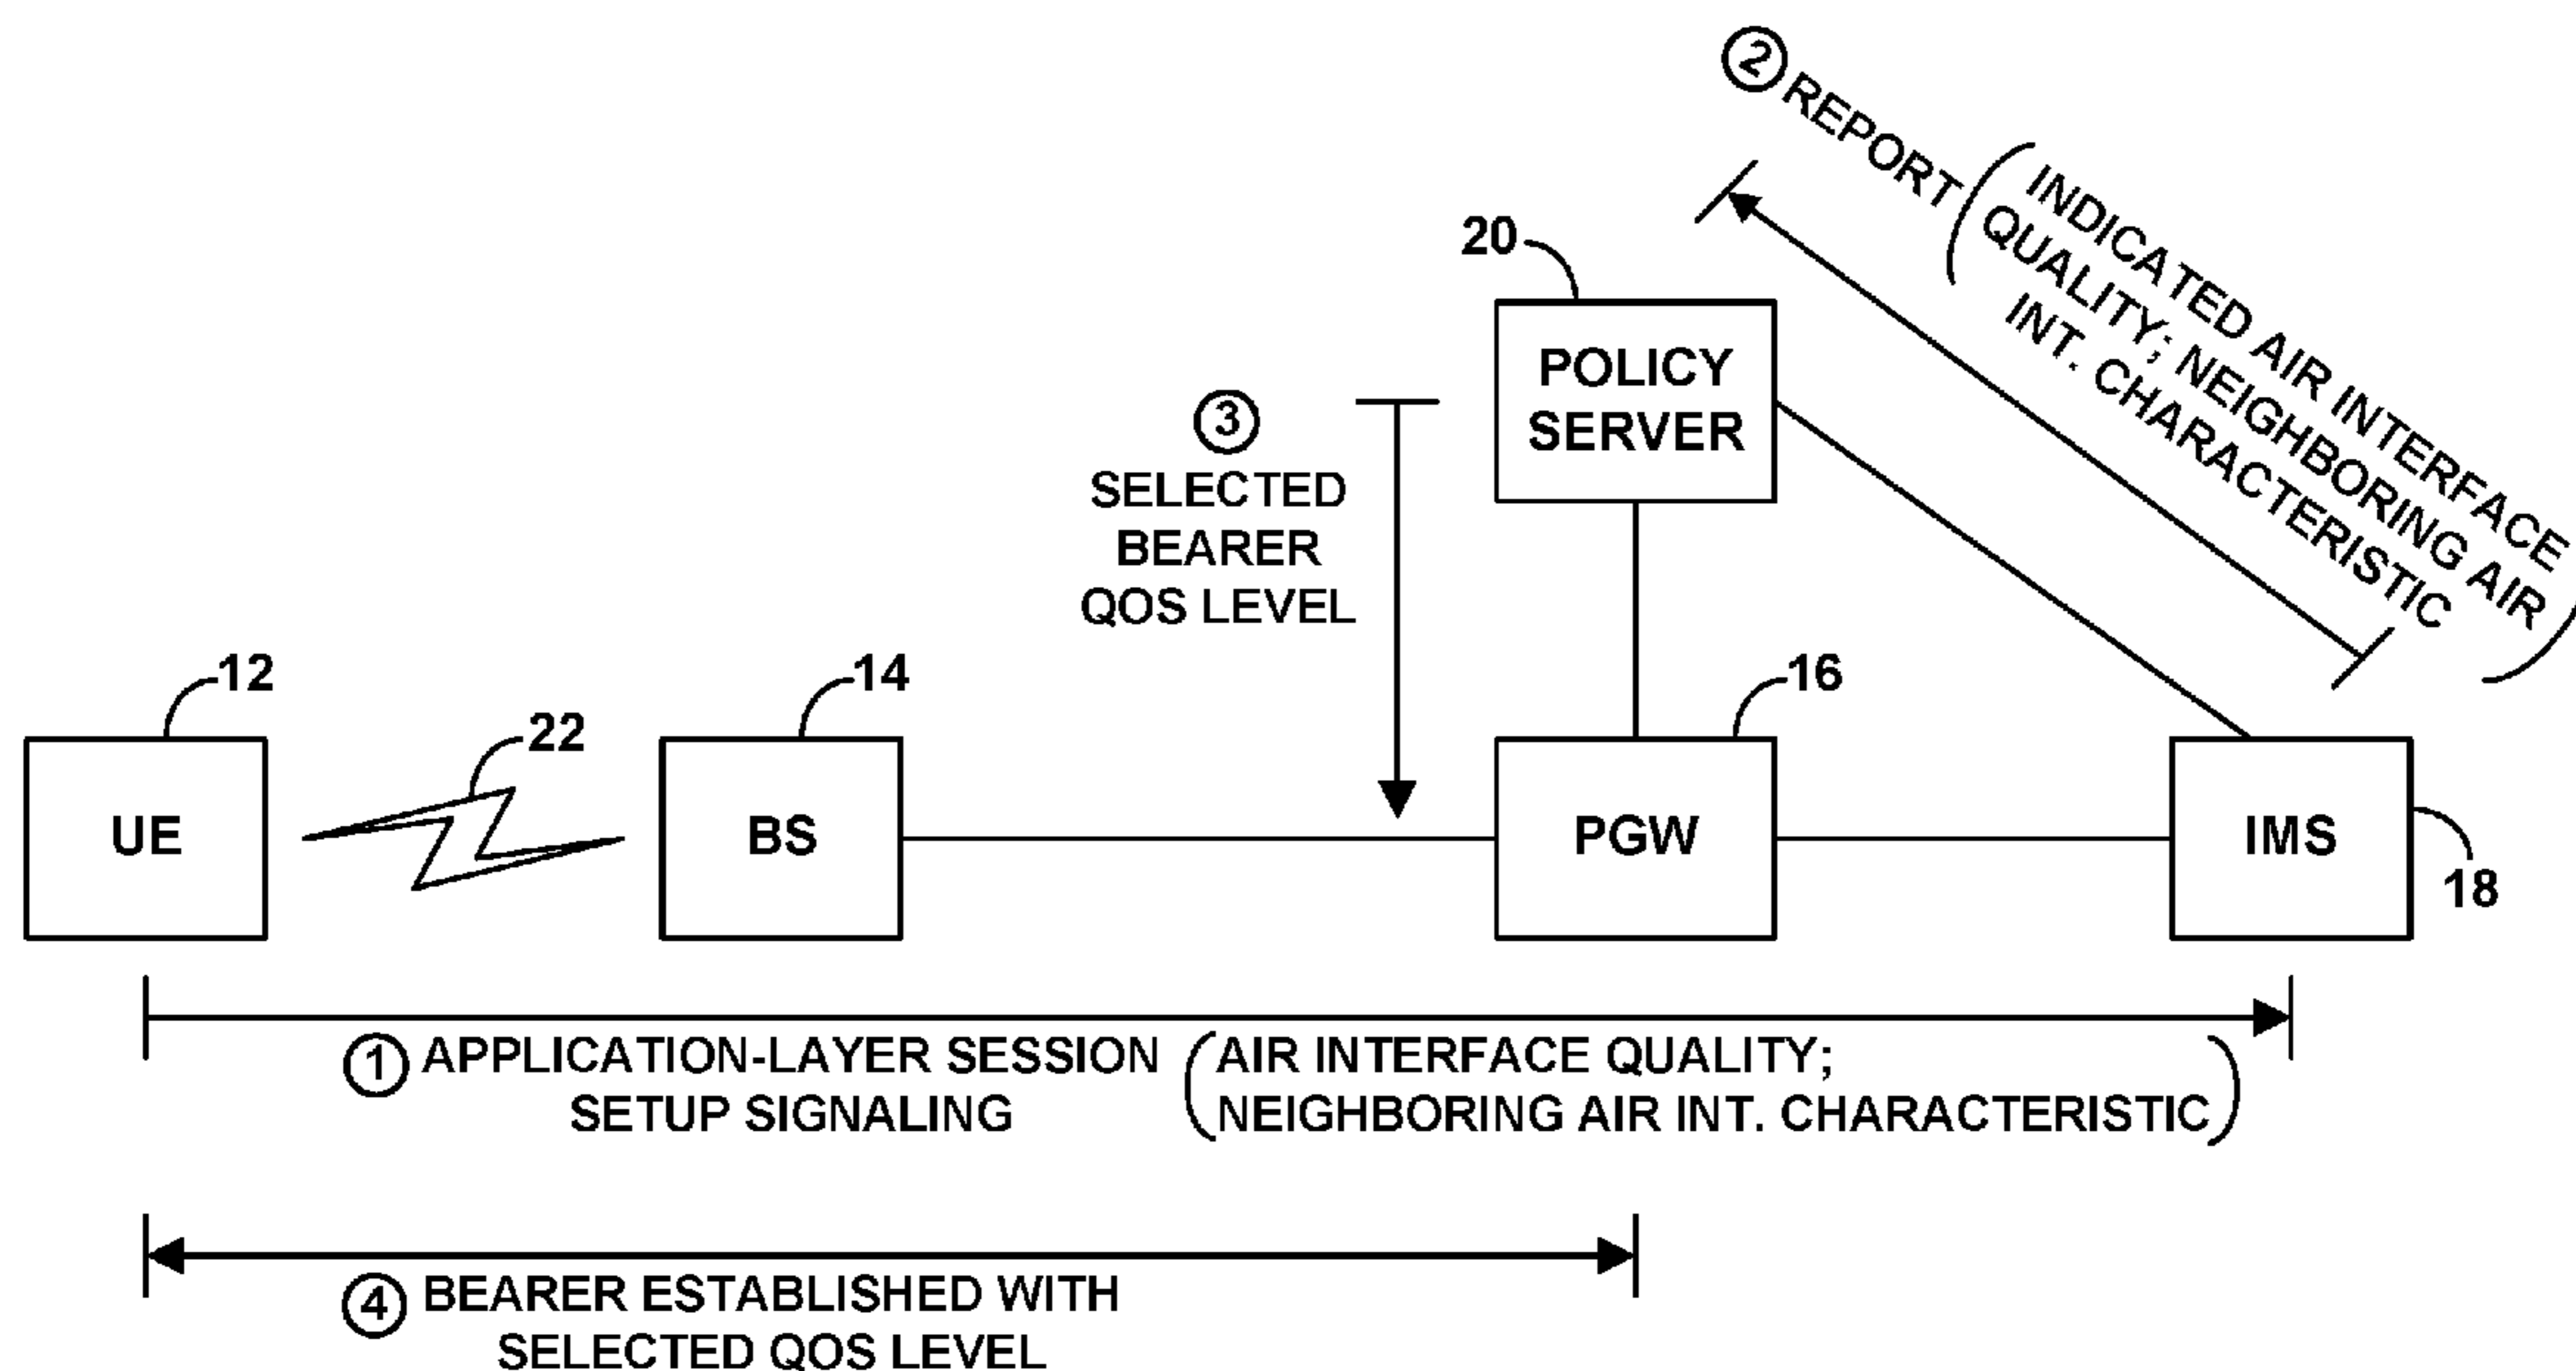 ② REPORT
INDICATED AIR INTERFACE
QUALITY; NEIGHBORING AIR
INT. CHARACTERISTIC
20
POLICY
SERVER
③
SELECTED
BEARER
QOS LEVEL
12
22
14
16
UE
BS
PGW
IMS
18
① APPLICATION-LAYER SESSION
SETUP SIGNALING
(AIR INTERFACE QUALITY;
NEIGHBORING AIR INT. CHARACTERISTIC)
④ BEARER ESTABLISHED WITH
SELECTED QOS LEVEL